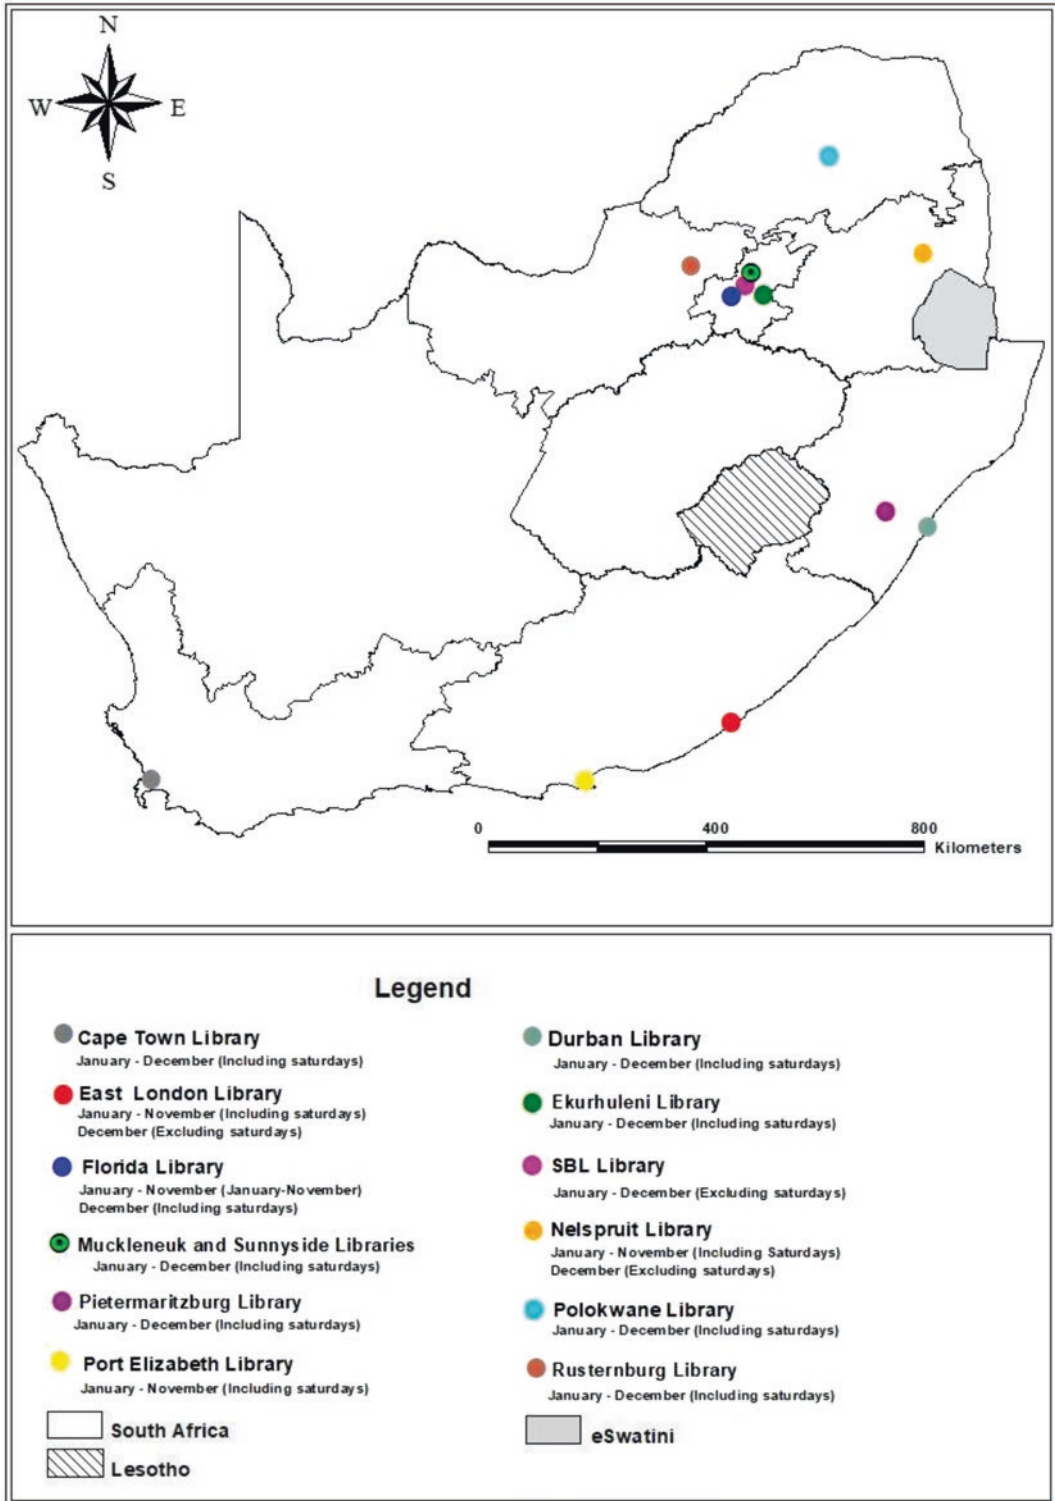 N
W
E
S
0
400
800
Kilometers
Legend
Cape Town Library
January - December (Including saturdays)
East London Library
January - November (Including saturdays)
December (Excluding saturdays)
Florida Library
January - November (January-November)
December (Including saturdays)
Muckleneuk and Sunnyside Libraries
January - December (Including saturdays)
Pietermaritzburg Library
January - December (Including saturdays)
Port Elizabeth Library
January - November (Including saturdays)
South Africa
Lesotho
Durban Library
January - December (Including saturdays)
Ekurhuleni Library
January - December (Including saturdays)
SBL Library
January - December (Excluding saturdays)
Nelspruit Library
January - November (Including Saturdays)
December (Excluding saturdays)
Polokwane Library
January - December (Including saturdays)
Rusternburg Library
January - December (Including saturdays)
eSwatini